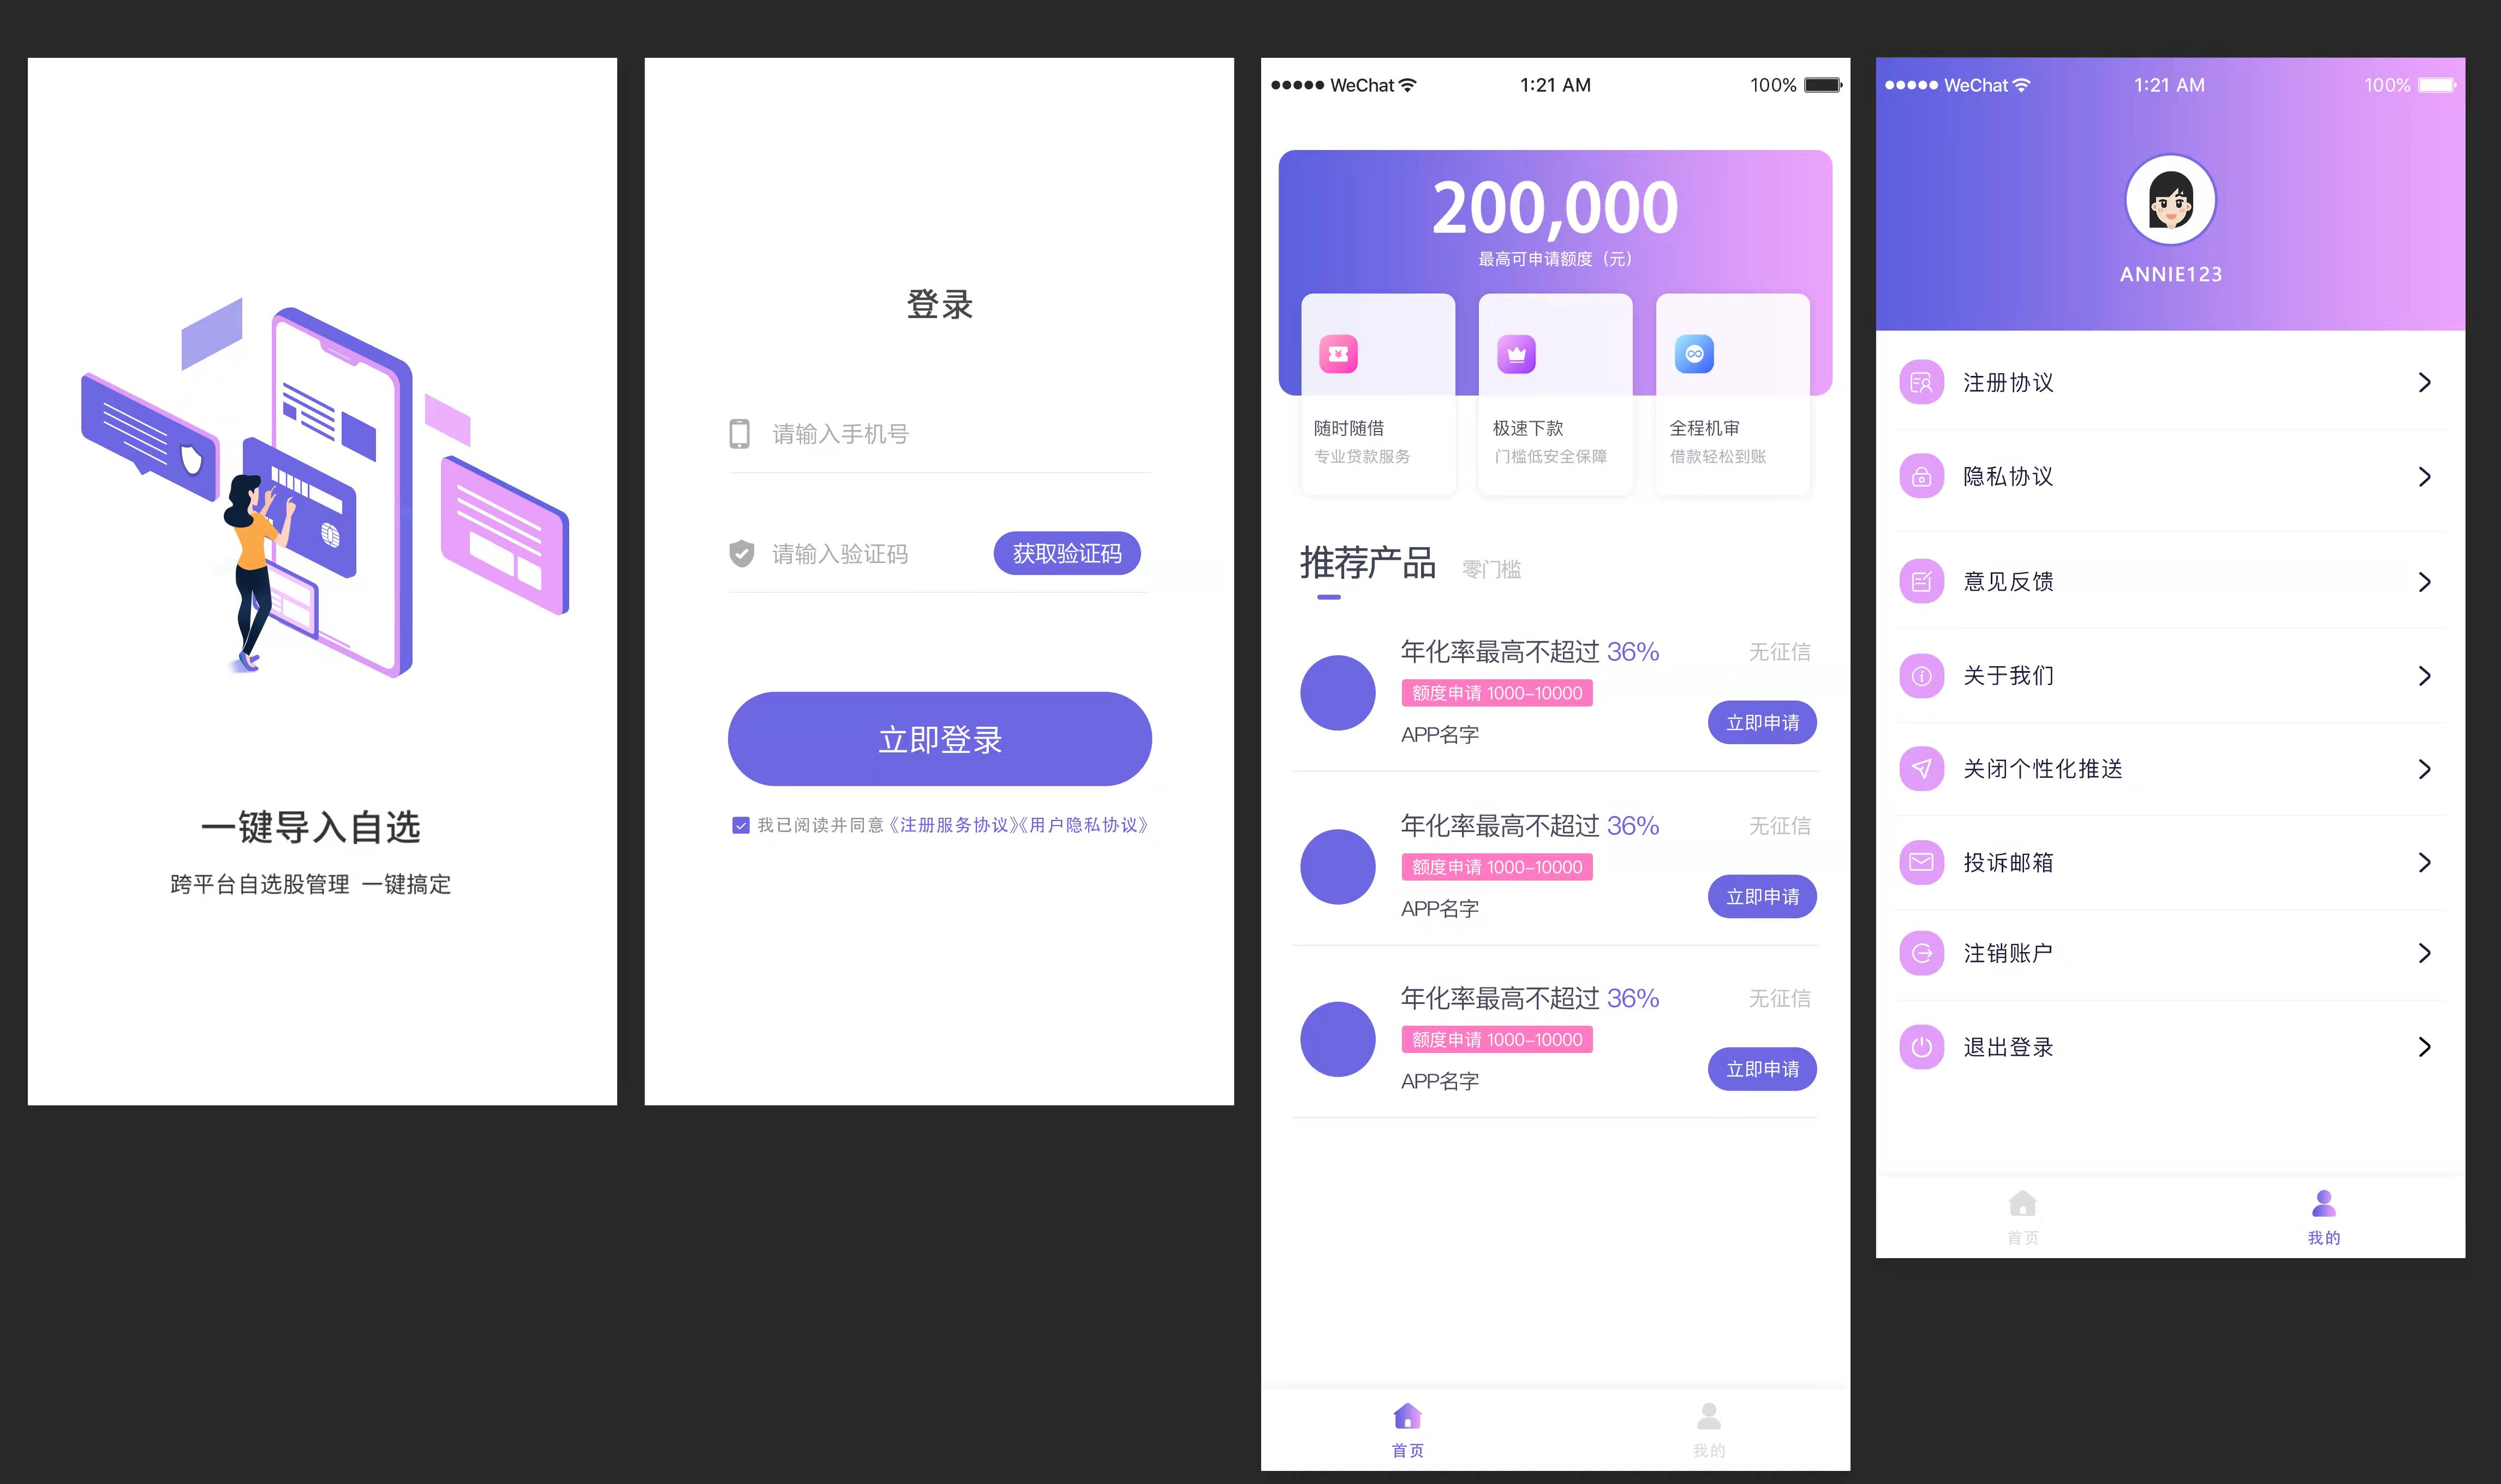 一键导入自选
跨平台自选股管理 一键搞定
登录
请输入手机号
请输入验证码
获取验证码
立即登录
我已阅读并同意《注册服务协议》《用户隐私协议》
WeChat
1:21 AM
100%
200,000
最高可申请额度（元）
随时随借
专业贷款服务
极速下款
门槛低安全保障
全程机审
借款轻松到账
推荐产品
零门槛
年化率最高不超过 36%
无征信
额度申请 1000-10000
立即申请
APP名字
年化率最高不超过 36%
无征信
额度申请 1000-10000
立即申请
APP名字
年化率最高不超过 36%
无征信
额度申请 1000-10000
立即申请
APP名字
首页
我的
WeChat
1:21 AM
100%
ANNIE123
注册协议
隐私协议
意见反馈
关于我们
关闭个性化推送
投诉邮箱
注销账户
退出登录
首页
我的